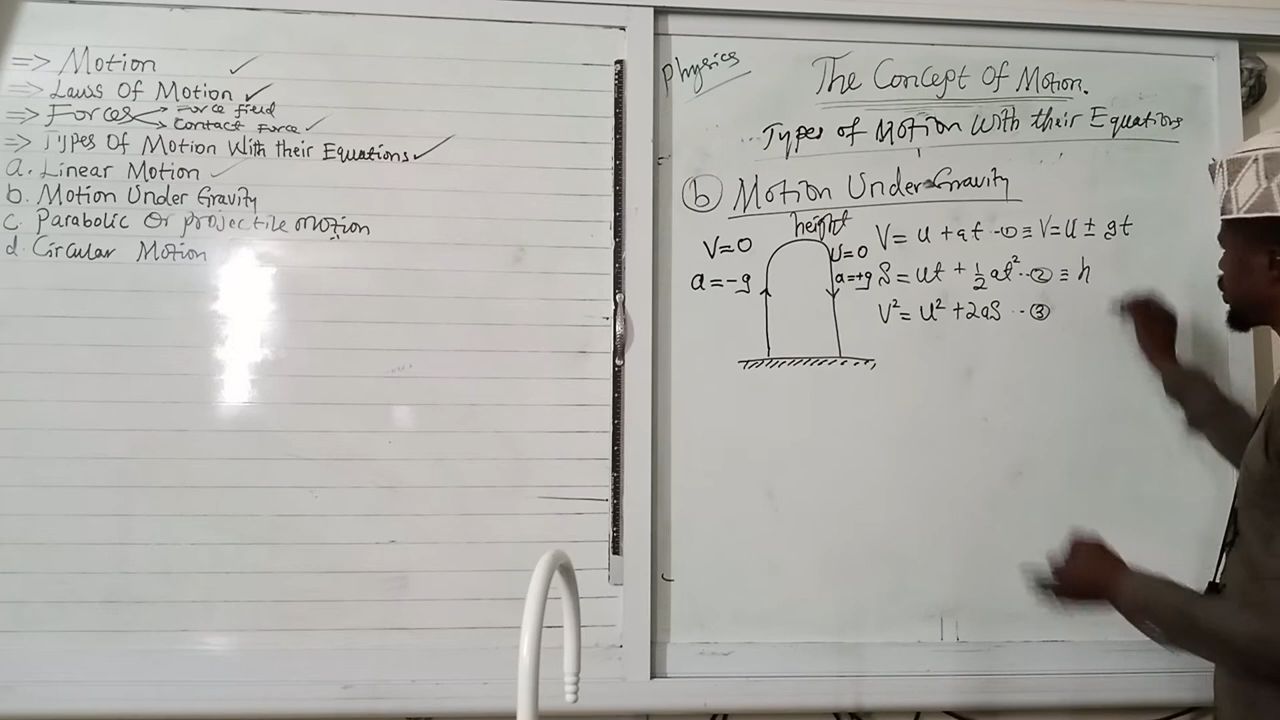 ⇒ Motion ✓
⇒ Laws Of Motion ✓
⇒ Forces → Force field
→ Contact Force ✓
⇒ Types Of Motion With their Equations ✓
a. Linear Motion ✓
b. Motion Under Gravity
c. Parabolic Or projectile motion
d. Circular Motion
Physics
The Concept Of Motion.
Types of Motion With their Equations
(b) Motion Under Gravity
height
V=0
U=0
a=-g
a=+g
V= U + at -① ≡ V=U ± gt
S= ut + ½at² -- ② ≡ h
V²= U² +2aS -- ③